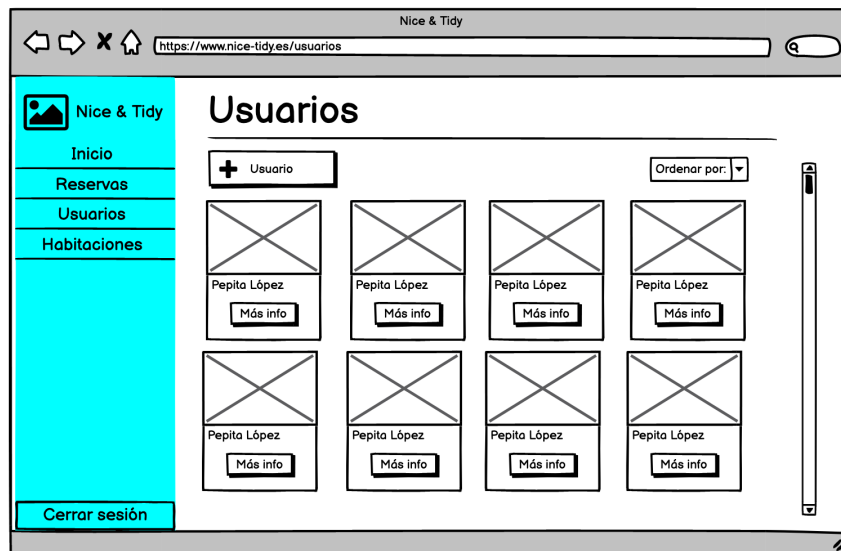 Nice & Tidy
https://www.nice-tidy.es/usuarios
Nice & Tidy
Inicio
Reservas
Usuarios
Habitaciones
Cerrar sesión
Usuarios
Usuario
Ordenar por:
Pepita López
Más info
Pepita López
Más info
Pepita López
Más info
Pepita López
Más info
Pepita López
Más info
Pepita López
Más info
Pepita López
Más info
Pepita López
Más info